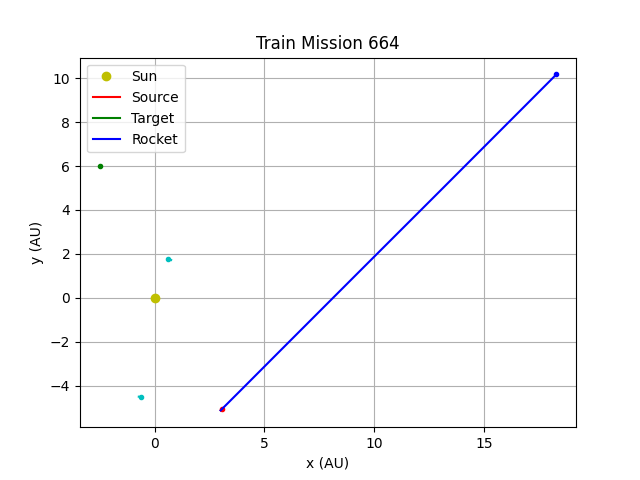 Train Mission 664
Sun
Source
Target
Rocket
10
8
6
4
2
0
−2
−4
y (AU)
0
5
10
15
x (AU)